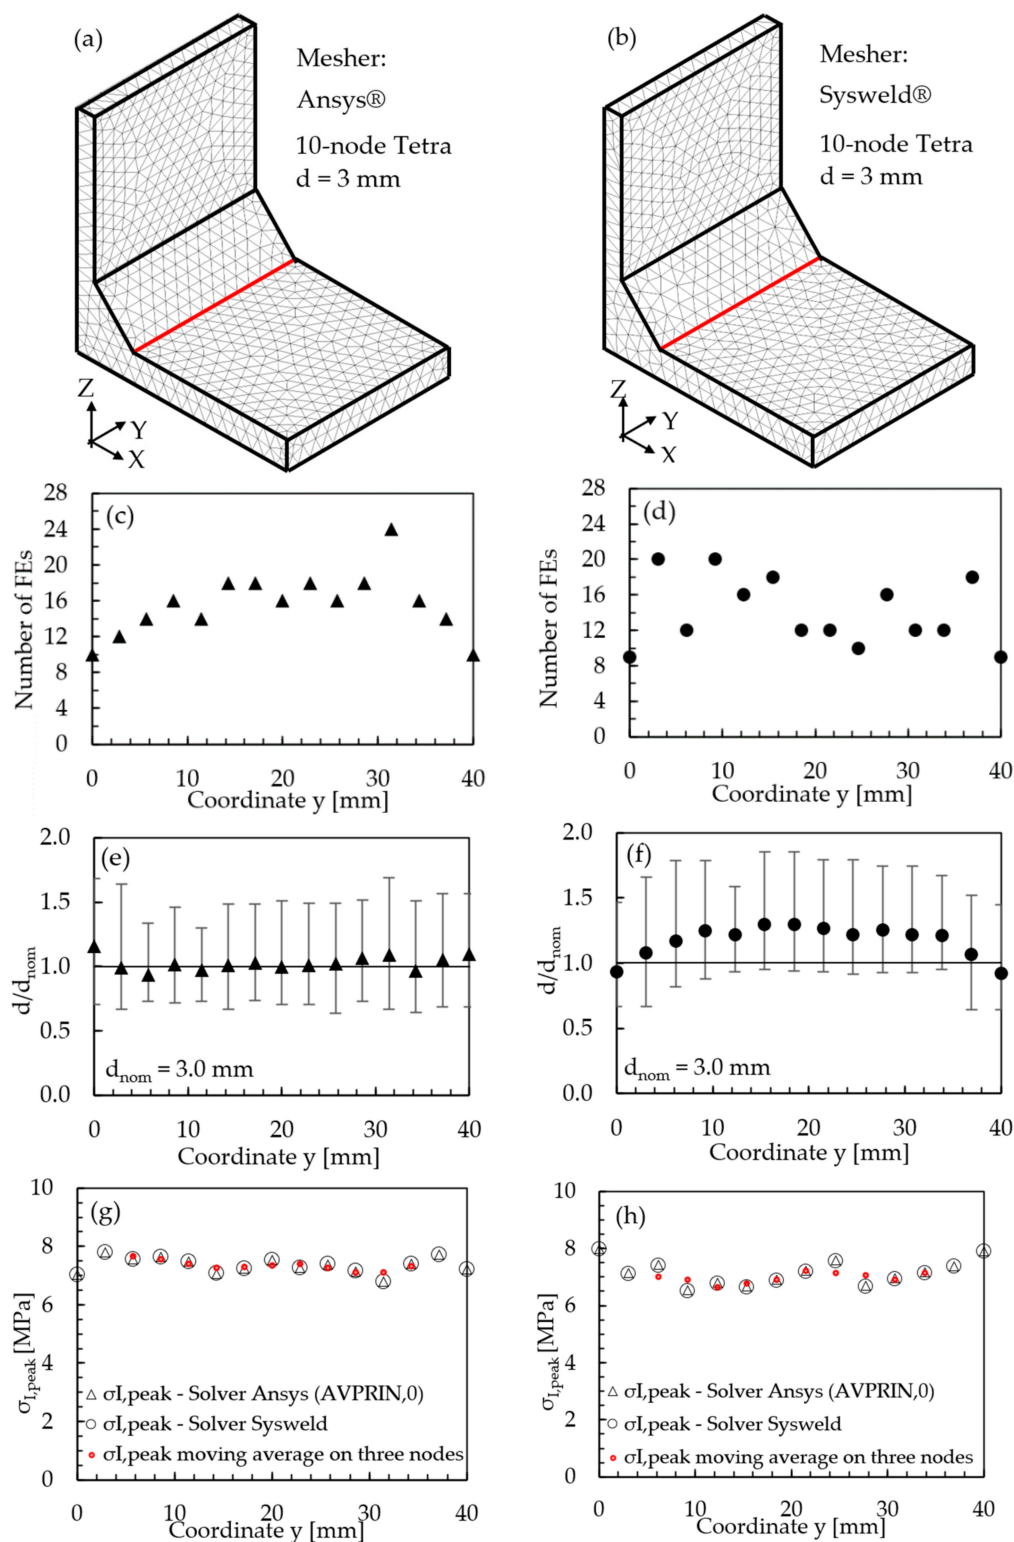 (a)
Mesher:
Ansys®
10-node Tetra
d = 3 mm
Z
Y
X
(b)
Mesher:
Sysweld®
10-node Tetra
d = 3 mm
Z
Y
X
(c)
Number of FEs
28
24
20
16
12
8
4
0
0 10 20 30 40
Coordinate y [mm]
(d)
Number of FEs
28
24
20
16
12
8
4
0
0 10 20 30 40
Coordinate y [mm]
(e)
d/dnom
2.0
1.5
1.0
0.5
0.0
dnom = 3.0 mm
0 10 20 30 40
Coordinate y [mm]
(f)
d/dnom
2.0
1.5
1.0
0.5
0.0
dnom = 3.0 mm
0 10 20 30 40
Coordinate y [mm]
(g)
σI,peak [MPa]
10
8
6
4
2
0
σI,peak - Solver Ansys (AVPRIN,0)
σI,peak - Solver Sysweld
σI,peak moving average on three nodes
0 10 20 30 40
Coordinate y [mm]
(h)
σI,peak [MPa]
10
8
6
4
2
0
σI,peak - Solver Ansys (AVPRIN,0)
σI,peak - Solver Sysweld
σI,peak moving average on three nodes
0 10 20 30 40
Coordinate y [mm]